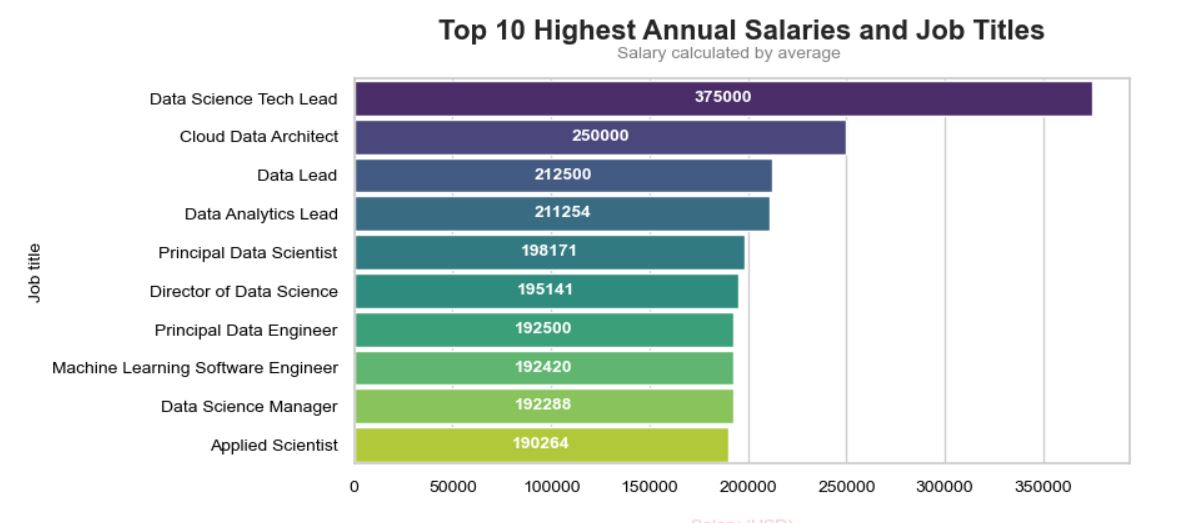 Top 10 Highest Annual Salaries and Job Titles
Salary calculated by average
Job title
Data Science Tech Lead 375000
Cloud Data Architect 250000
Data Lead 212500
Data Analytics Lead 211254
Principal Data Scientist 198171
Director of Data Science 195141
Principal Data Engineer 192500
Machine Learning Software Engineer 192420
Data Science Manager 192288
Applied Scientist 190264
0 50000 100000 150000 200000 250000 300000 350000
Salary (USD)